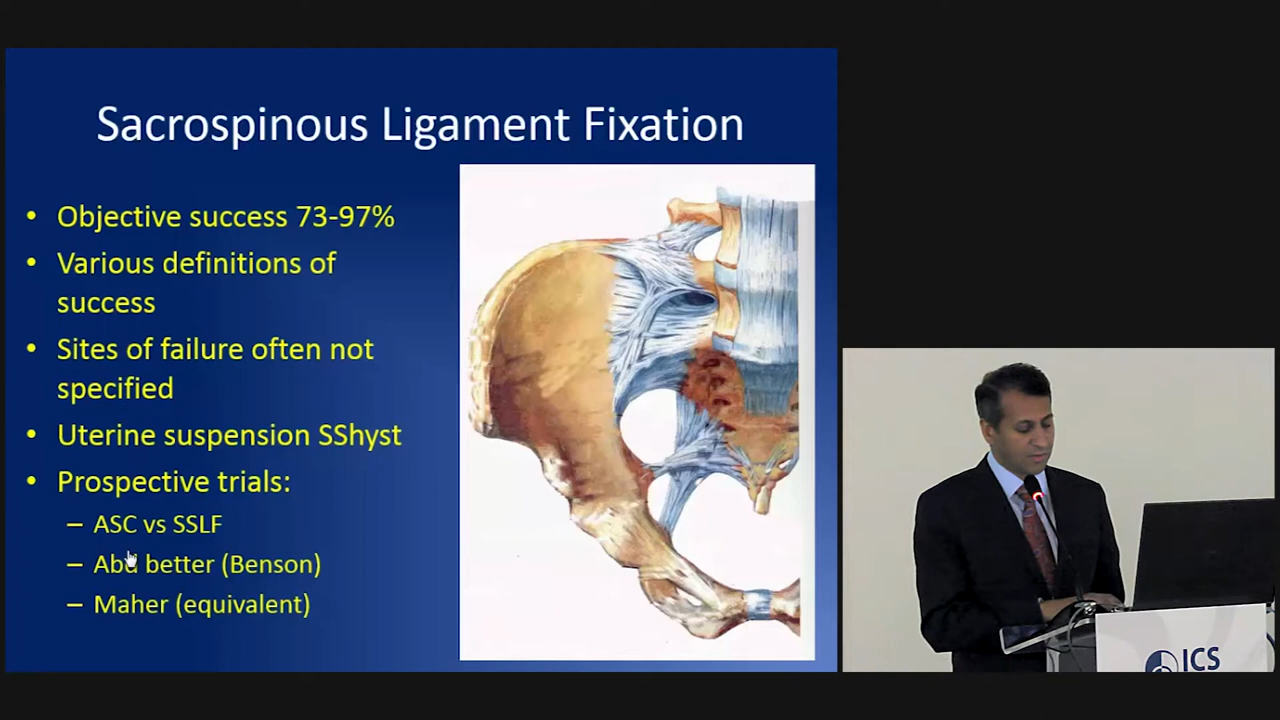 Sacrospinous Ligament Fixation
• Objective success 73-97%
• Various definitions of
success
• Sites of failure often not
specified
• Uterine suspension SShyst
• Prospective trials:
– ASC vs SSLF
– Abd better (Benson)
– Maher (equivalent)
ICS